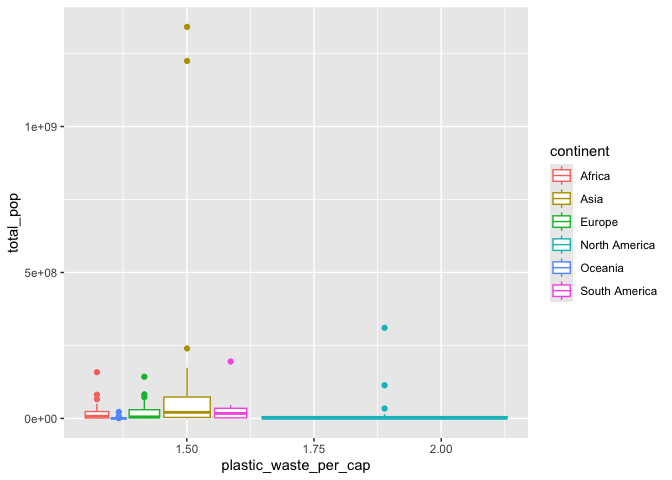 1e+09
5e+08
0e+00
total_pop
1.50
1.75
2.00
plastic_waste_per_cap
continent
Africa
Asia
Europe
North America
Oceania
South America